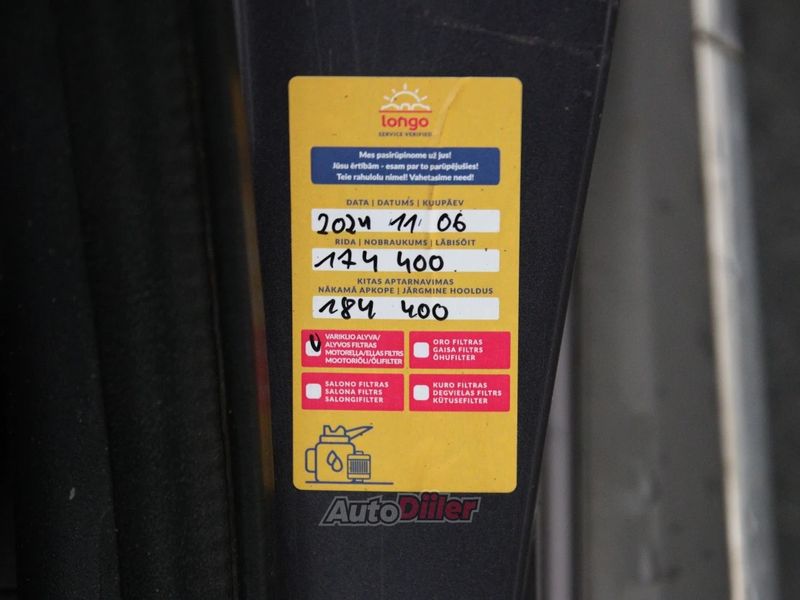 longo
SERVICE VERIFIED
Mes pasirūpinome už jus!
Jūsu ērtībām - esam par to parūpējušies!
Teie rahulolu nimel! Vahetasime need!
DATA | DATUMS | KUUPÄEV
2024 11 06
RIDA | NOBRAUKUMS | LÄBISÕIT
174 400
KITAS APTARNAVIMAS
NĀKAMĀ APKOPE | JÄRGMINE HOOLDUS
184 400
VARIKLIO ALYVA/
ALYVOS FILTRAS
MOTOREĻĻA/EĻĻAS FILTRS
MOOTORIÕLI/ÕLIFILTER
ORO FILTRAS
GAISA FILTRS
ÕHUFILTER
SALONO FILTRAS
SALONA FILTRS
SALONGIFILTER
KURO FILTRAS
DEGVIELAS FILTRS
KÜTUSEFILTER
AutoDiiler